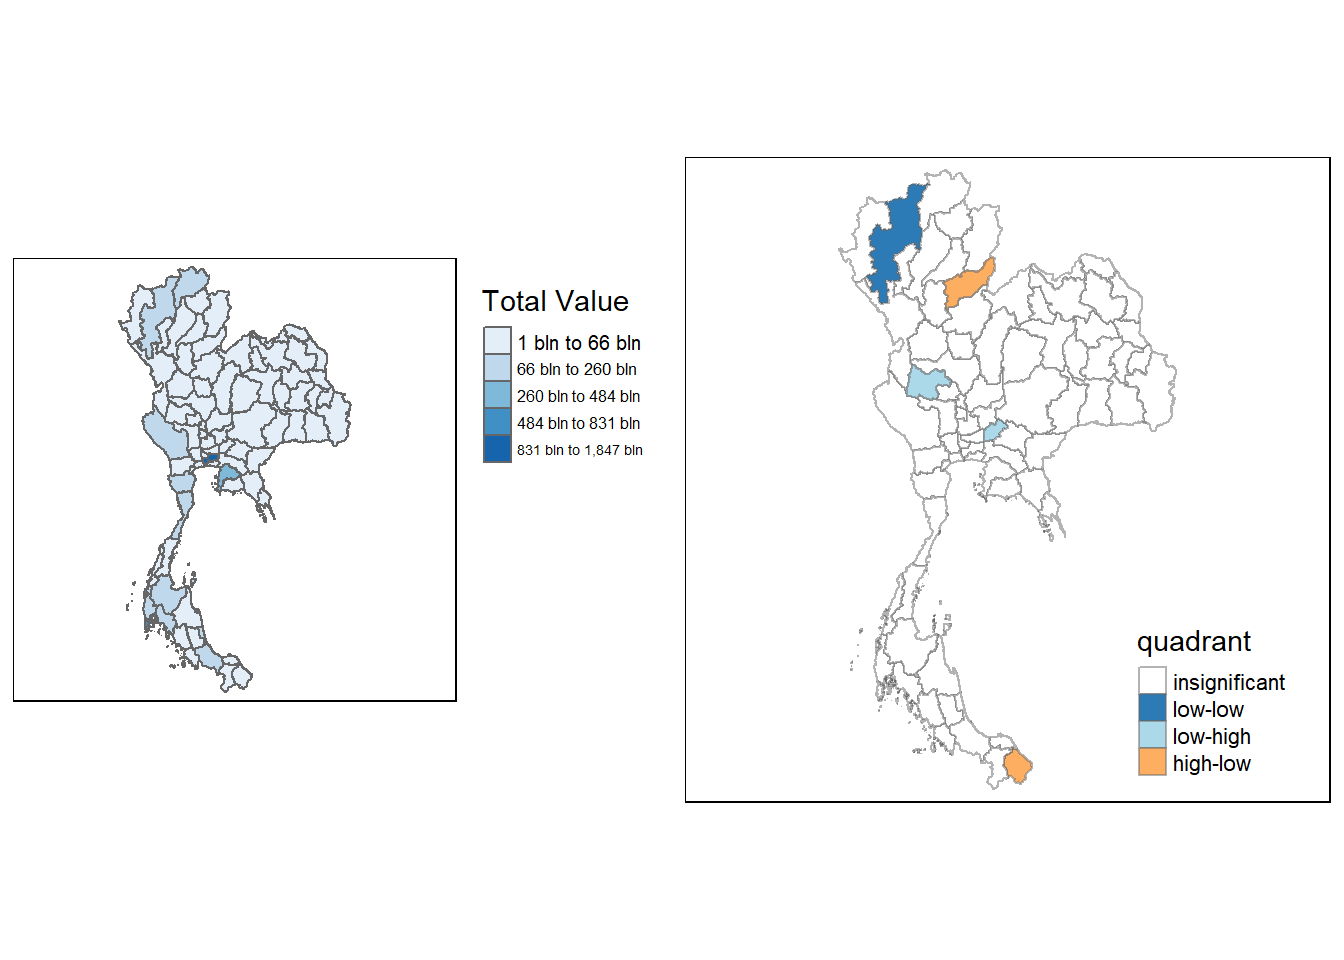 Total Value
1 bln to 66 bln
66 bln to 260 bln
260 bln to 484 bln
484 bln to 831 bln
831 bln to 1,847 bln
quadrant
insignificant
low-low
low-high
high-low